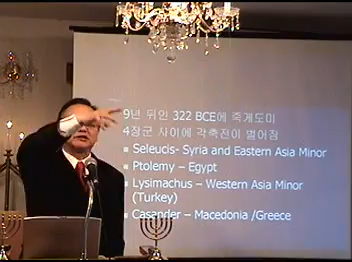 9년 뒤인 322 BCE에 죽게도미
4장군 사이에 각축전이 벌어짐
Seleucis- Syria and Eastern Asia Minor
Ptolemy – Egypt
Lysimachus – Western Asia Minor
(Turkey)
Casander – Macedonia /Greece